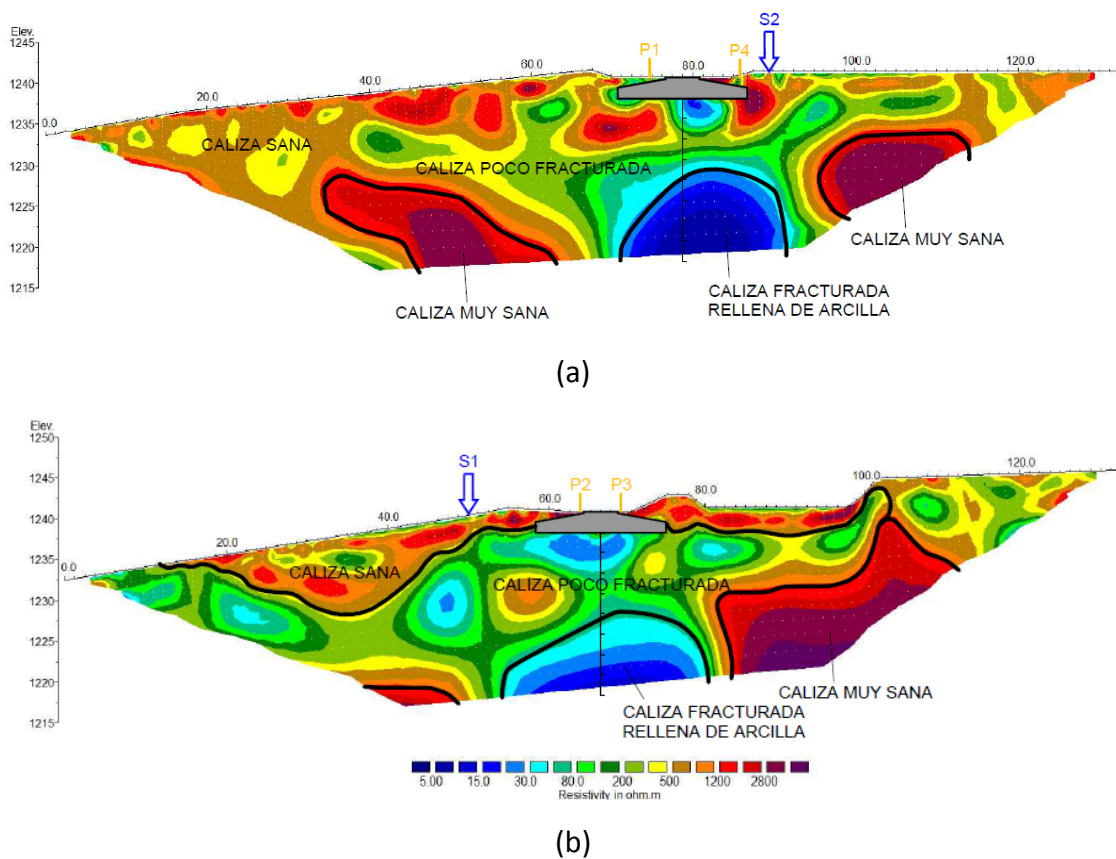 S2
Elev.
1245
P1
P4
100.0
60.0
80.0
1240
40.0
120.0
20.0
1235
0.0
CALIZA SANA
1230
CALIZA POCO FRACTURADA
1225
1220
CALIZA MUY SANA
1215
CALIZA MUY SANA
CALIZA FRACTURADA
RELLENA DE ARCILLA
(a)
Elev.
1250
S1
1245
P2
P3
100.0
120.0
60.0
80.0
1240
40.0
1235
20.0
0.0
CALIZA SANA
CALIZA POCO FRACTURADA
1230
1225
1220
CALIZA MUY SANA
1215
CALIZA FRACTURADA
RELLENA DE ARCILLA
5.00 15.0 30.0 80.0 200 500 1200 2800
Resistivity in ohm.m
(b)